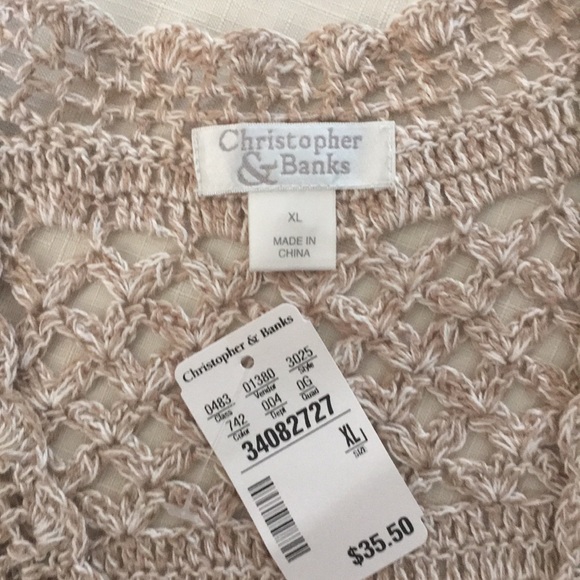 Christopher
& Banks
XL
MADE IN
CHINA
Christopher & Banks
0483 01380 3025
Class Vendor Style
742 004 0G
Color Dept Quad
34082727
XL
SIZE
$35.50